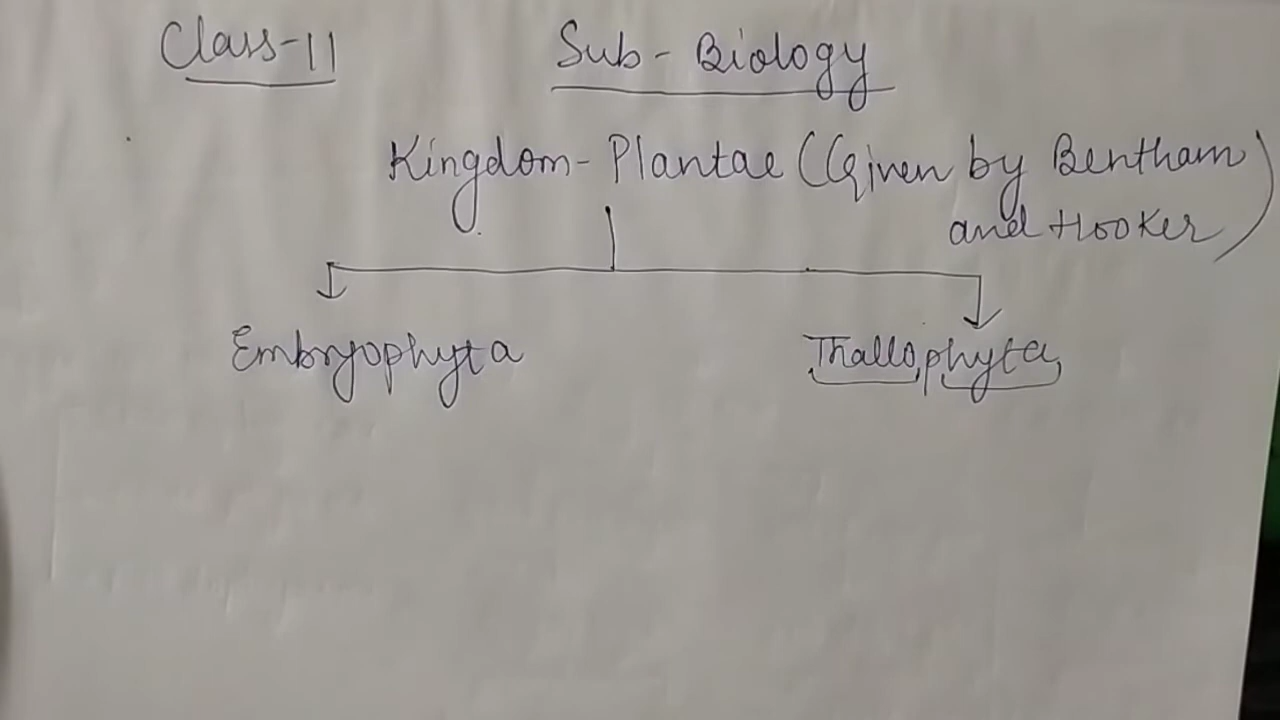 Class-11 Sub-Biology
Kingdom-Plantae (Given by Bentham
and Hooker)
Embryophyta Thallophyta